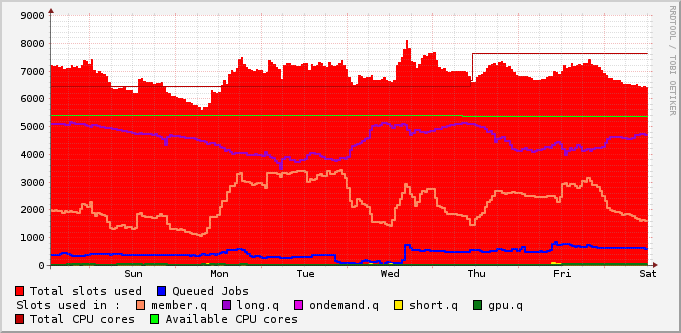 RRDTOOL / TOBI OETIKER
9000
8000
7000
6000
5000
4000
3000
2000
1000
0
Sun Mon Tue Wed Thu Fri Sat
Total slots used Queued Jobs
Slots used in : member.q long.q ondemand.q short.q gpu.q
Total CPU cores Available CPU cores